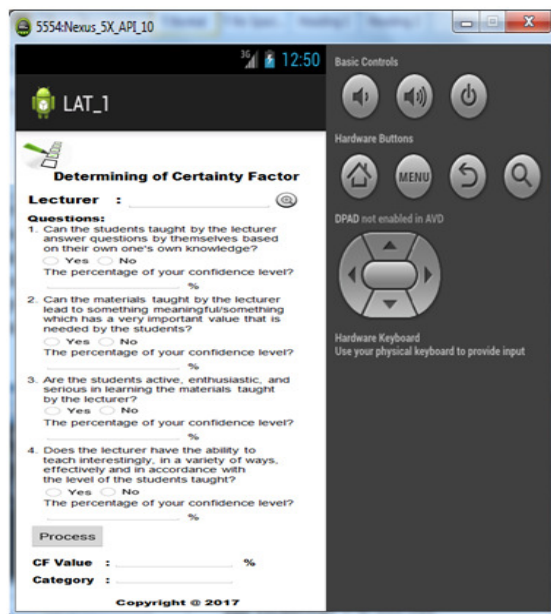 5554:Nexus_5X_API_10
3G 12:50
LAT_1
Determining of Certainty Factor
Lecturer :
Questions:
1. Can the students taught by the lecturer
answer questions by themselves based
on their own one's own knowledge?
Yes No
The percentage of your confidence level?
%
2. Can the materials taught by the lecturer
lead to something meaningful/something
which has a very important value that is
needed by the students?
Yes No
The percentage of your confidence level?
%
3. Are the students active, enthusiastic, and
serious in learning the materials taught
by the lecturer?
Yes No
The percentage of your confidence level?
%
4. Does the lecturer have the ability to
teach interestingly, in a variety of ways,
effectively and in accordance with
the level of the students taught?
Yes No
The percentage of your confidence level?
%
Process
CF Value : %
Category :
Copyright @ 2017
Basic Controls
Hardware Buttons
MENU
DPAD not enabled in AVD
Hardware Keyboard
Use your physical keyboard to provide input